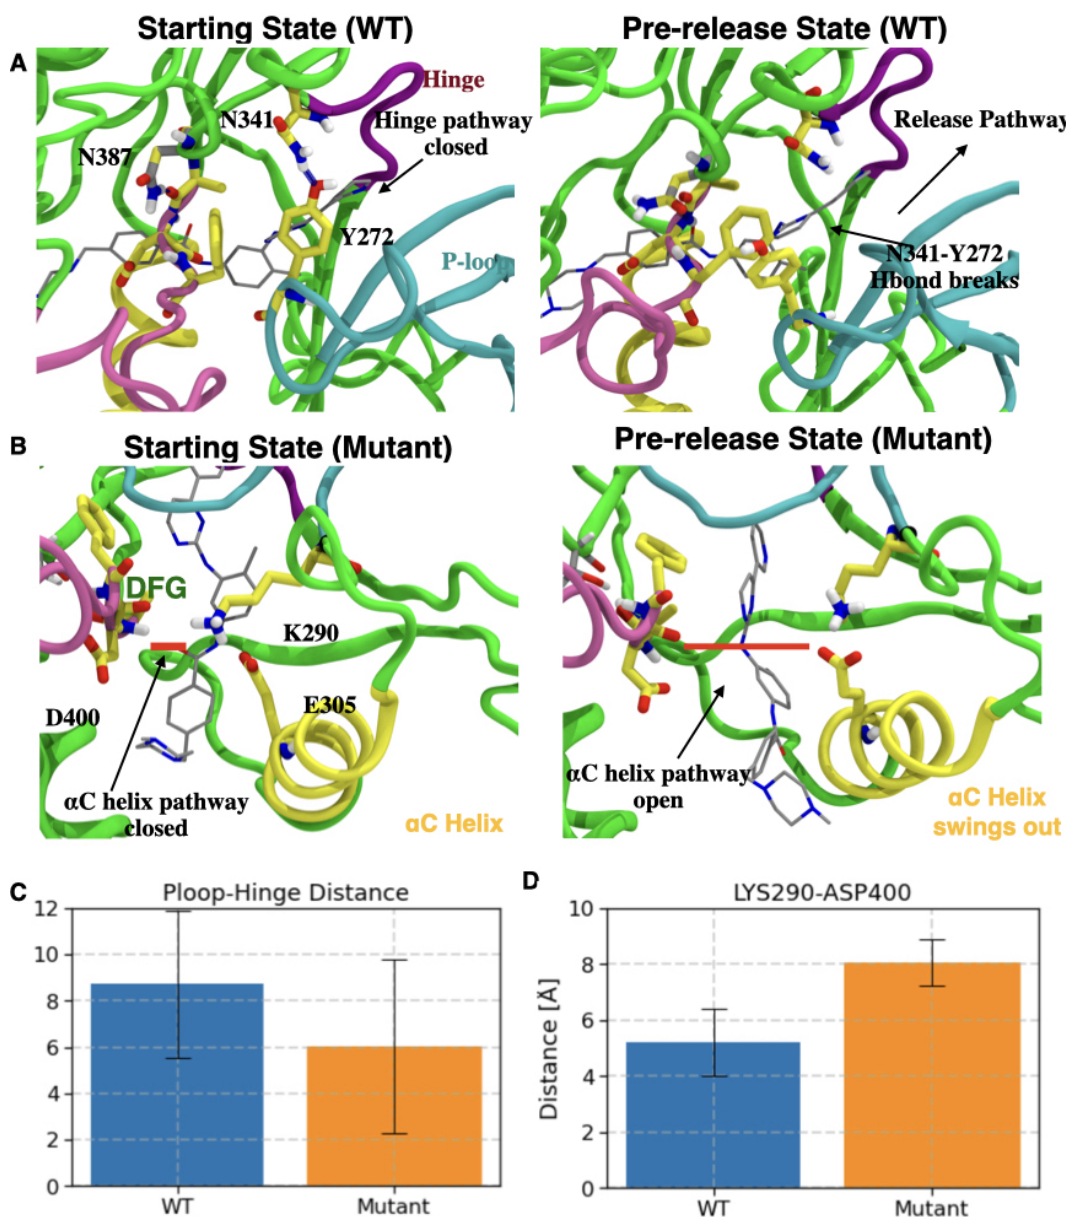 Starting State (WT)
Pre-release State (WT)
A
Hinge
N341
Hinge pathway
closed
N387
Y272
P-loop
Release Pathway
N341-Y272
Hbond breaks
B
Starting State (Mutant)
Pre-release State (Mutant)
DFG
K290
E305
D400
αC helix pathway
closed
αC Helix
αC helix pathway
open
αC Helix
swings out
C
Ploop-Hinge Distance
12
10
8
6
4
2
0
WT
Mutant
D
LYS290-ASP400
Distance [Å]
10
8
6
4
2
0
WT
Mutant